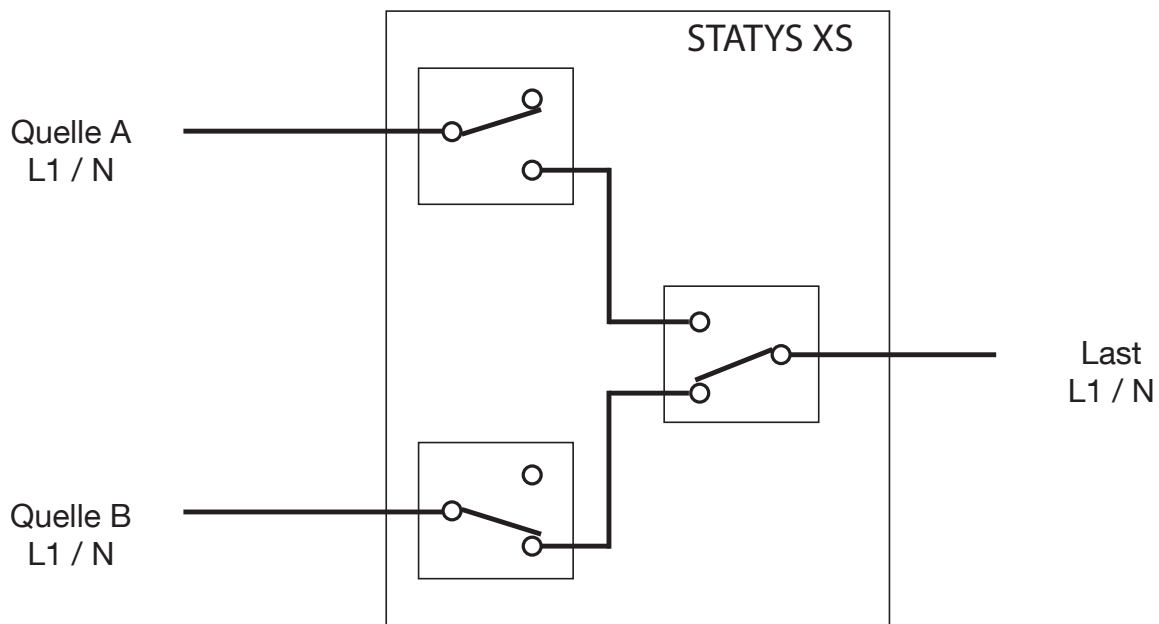 STATYS XS
Quelle A
L1 / N
Last
L1 / N
Quelle B
L1 / N